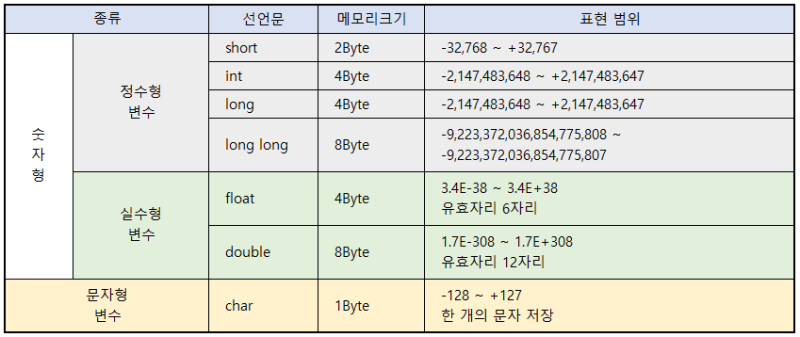 종류 선언문 메모리크기 표현 범위
숫
자
형
정수형
변수
short 2Byte -32,768 ~ +32,767
int 4Byte -2,147,483,648 ~ +2,147,483,647
long 4Byte -2,147,483,648 ~ +2,147,483,647
long long 8Byte -9,223,372,036,854,775,808 ~
-9,223,372,036,854,775,807
실수형
변수
float 4Byte 3.4E-38 ~ 3.4E+38
유효자리 6자리
double 8Byte 1.7E-308 ~ 1.7E+308
유효자리 12자리
문자형
변수
char 1Byte -128 ~ +127
한 개의 문자 저장